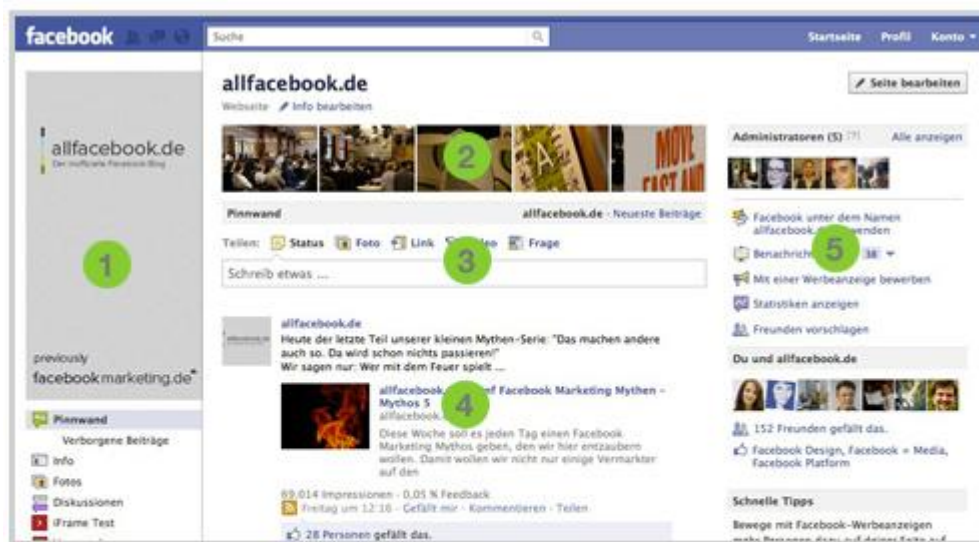 facebook
Suche
Startseite Profil Konto
allfacebook.de
Webseite Info bearbeiten
Seite bearbeiten
allfacebook.de
Der inoffizielle Facebook Blog
1
previously
facebookmarketing.de
Pinnwand
Verborgene Beiträge
Info
Fotos
Diskussionen
iFrame Test
2
A
MOVE
FAST AND
Pinnwand allfacebook.de · Neueste Beiträge
Teilen: Status Foto Link Frage
3
Schreib etwas ...
allfacebook.de
Heute der letzte Teil unserer kleinen Mythen-Serie: "Das machen andere
auch so. Da wird schon nichts passieren!"
Wir sagen nur: Wer mit dem Feuer spielt ...
allfacebook. Facebook Marketing Mythen -
Mythos 5
4
allfacebook.
Diese Woche soll es jeden Tag einen Facebook
Marketing Mythos geben, den wir hier entzaubern
wollen. Damit wollen wir nicht nur einige Vermarkter
auf den
69.014 Impressionen · 0,05 % Feedback
Freitag um 12:16 · Gefällt mir · Kommentieren · Teilen
28 Personen gefällt das.
Administratoren (5) [?] Alle anzeigen
Facebook unter dem Namen
allfacebook.
5
Mit einer Werbeanzeige bewerben
Statistiken anzeigen
Freunden vorschlagen
Du und allfacebook.de
152 Freunden gefällt das.
Facebook Design, Facebook + Media,
Facebook Platform
Schnelle Tipps
Bewege mit Facebook-Werbeanzeigen